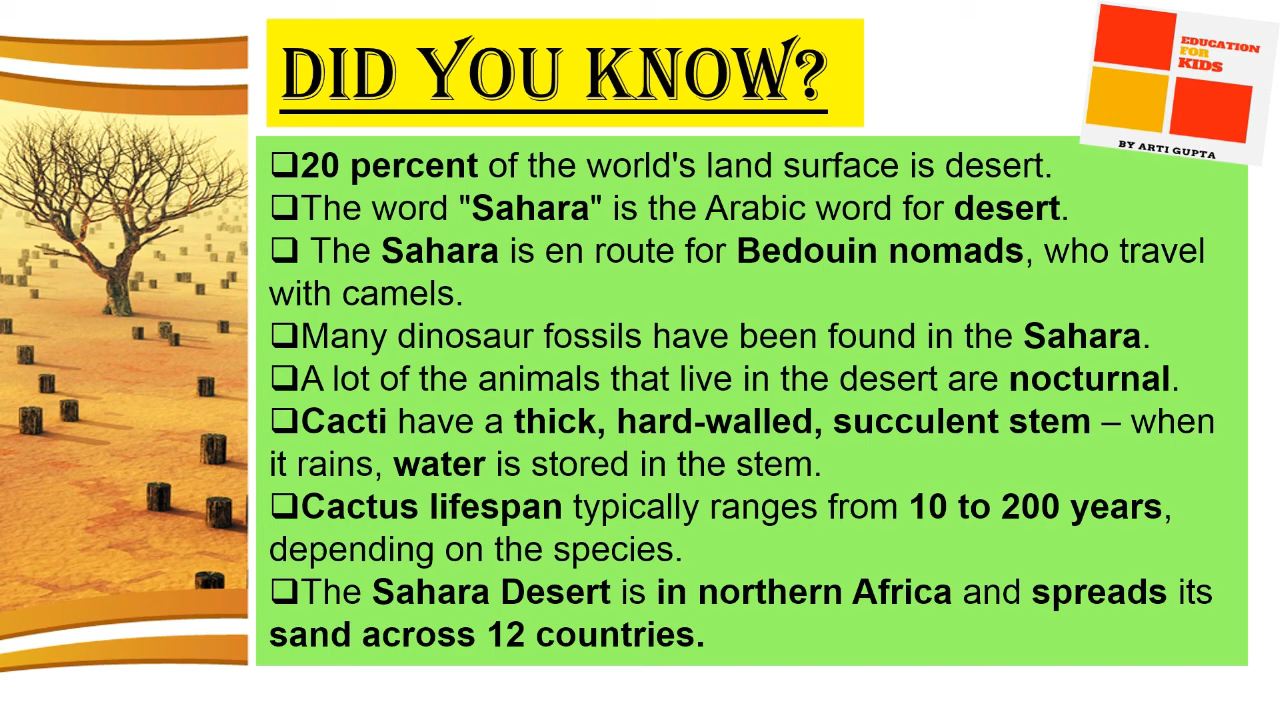 DID YOU KNOW?
EDUCATION
FOR
KIDS
BY ARTI GUPTA
❑20 percent of the world's land surface is desert.
❑The word "Sahara" is the Arabic word for desert.
❑ The Sahara is en route for Bedouin nomads, who travel
with camels.
❑Many dinosaur fossils have been found in the Sahara.
❑A lot of the animals that live in the desert are nocturnal.
❑Cacti have a thick, hard-walled, succulent stem – when
it rains, water is stored in the stem.
❑Cactus lifespan typically ranges from 10 to 200 years,
depending on the species.
❑The Sahara Desert is in northern Africa and spreads its
sand across 12 countries.